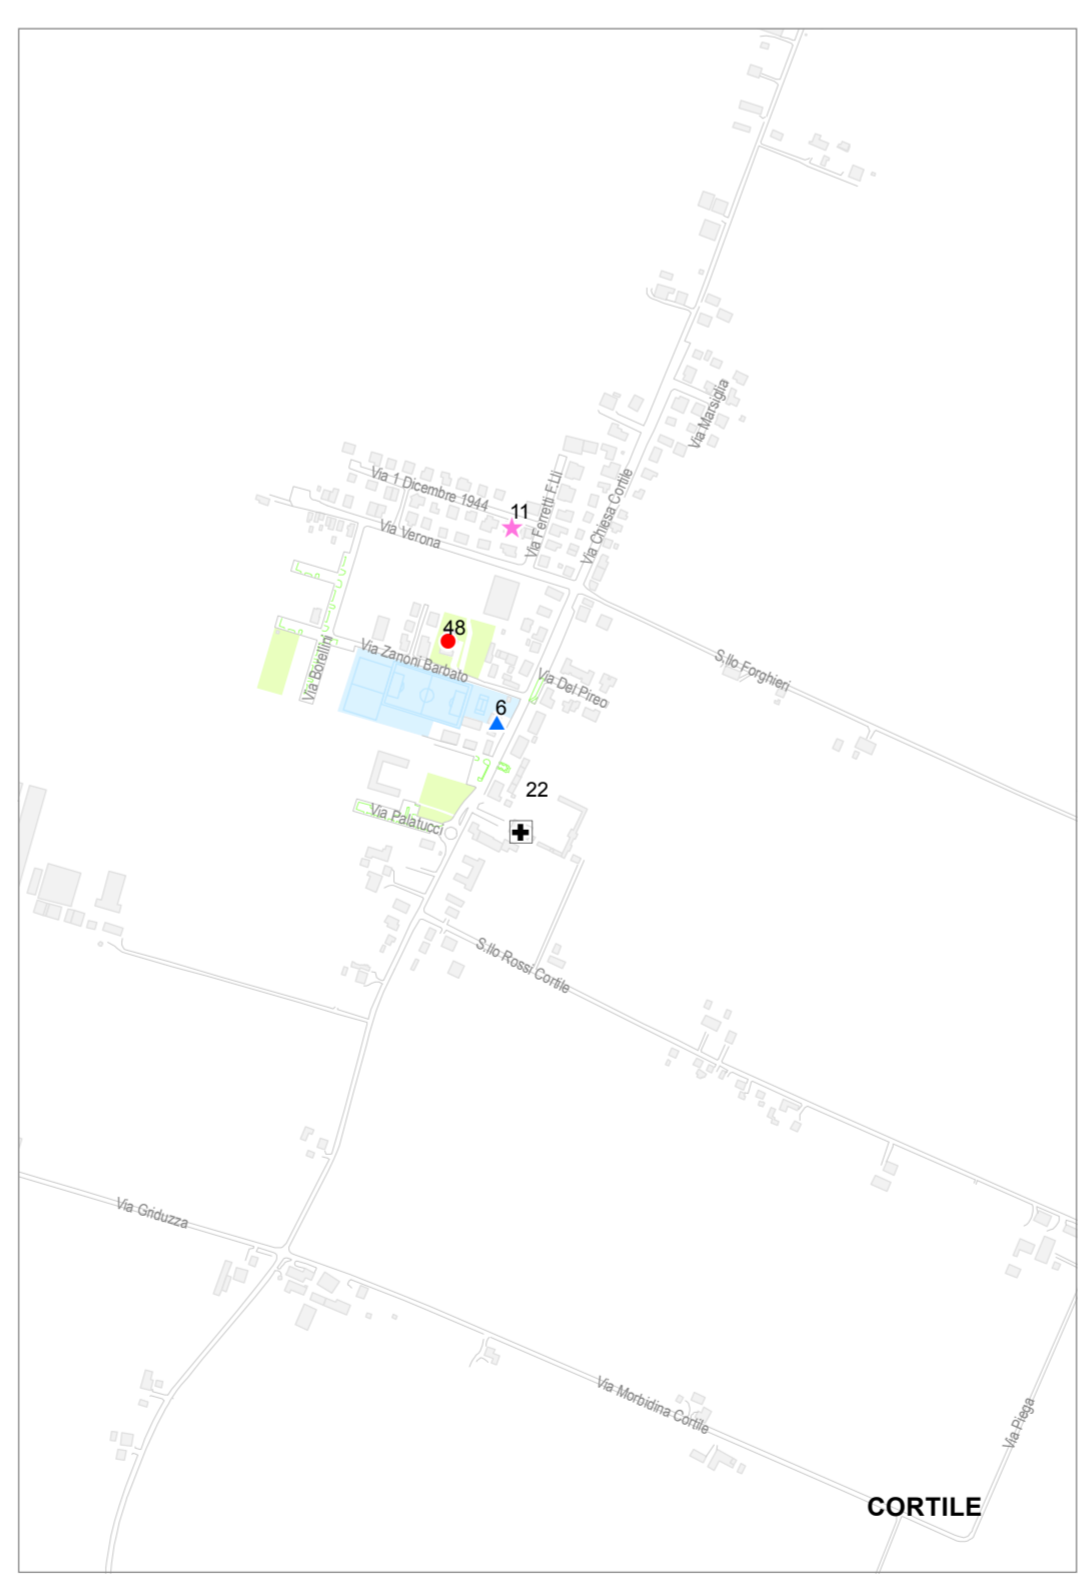 Via Marsiglia
Via 1 Dicembre 1944
11
Via Ferretti F.Lli
Via Chiesa Cortile
Via Verona
48
Via Zanoni Barbato
Via Borellini
S.llo Forghieri
Via Del Pireo
6
22
Via Palatucci
S.llo Rossi Cortile
Via Griduzza
Via Morbidina Cortile
Via Piega
CORTILE